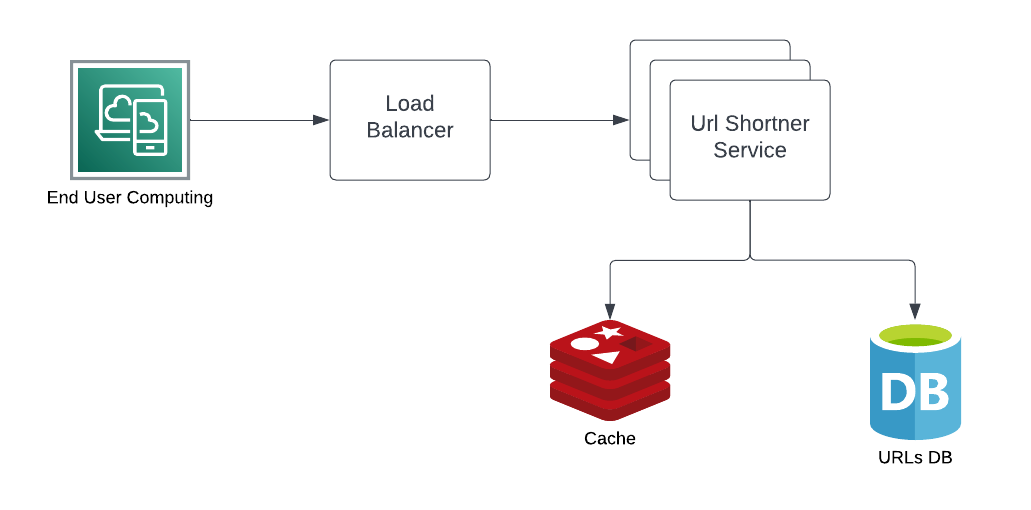 Load
Balancer
Url Shortner
Service
End User Computing
DB
Cache
URLs DB